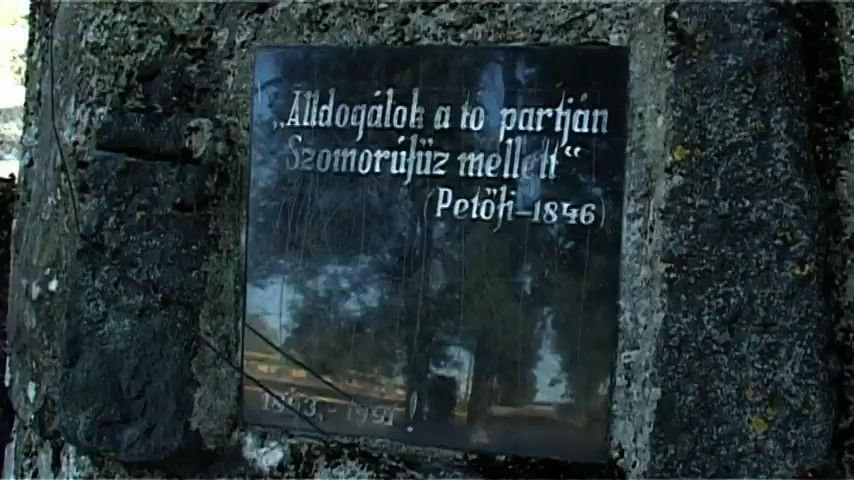 „Álldogálok a tó partján
Szomorúfűz mellett“
(Petőfi–1846)